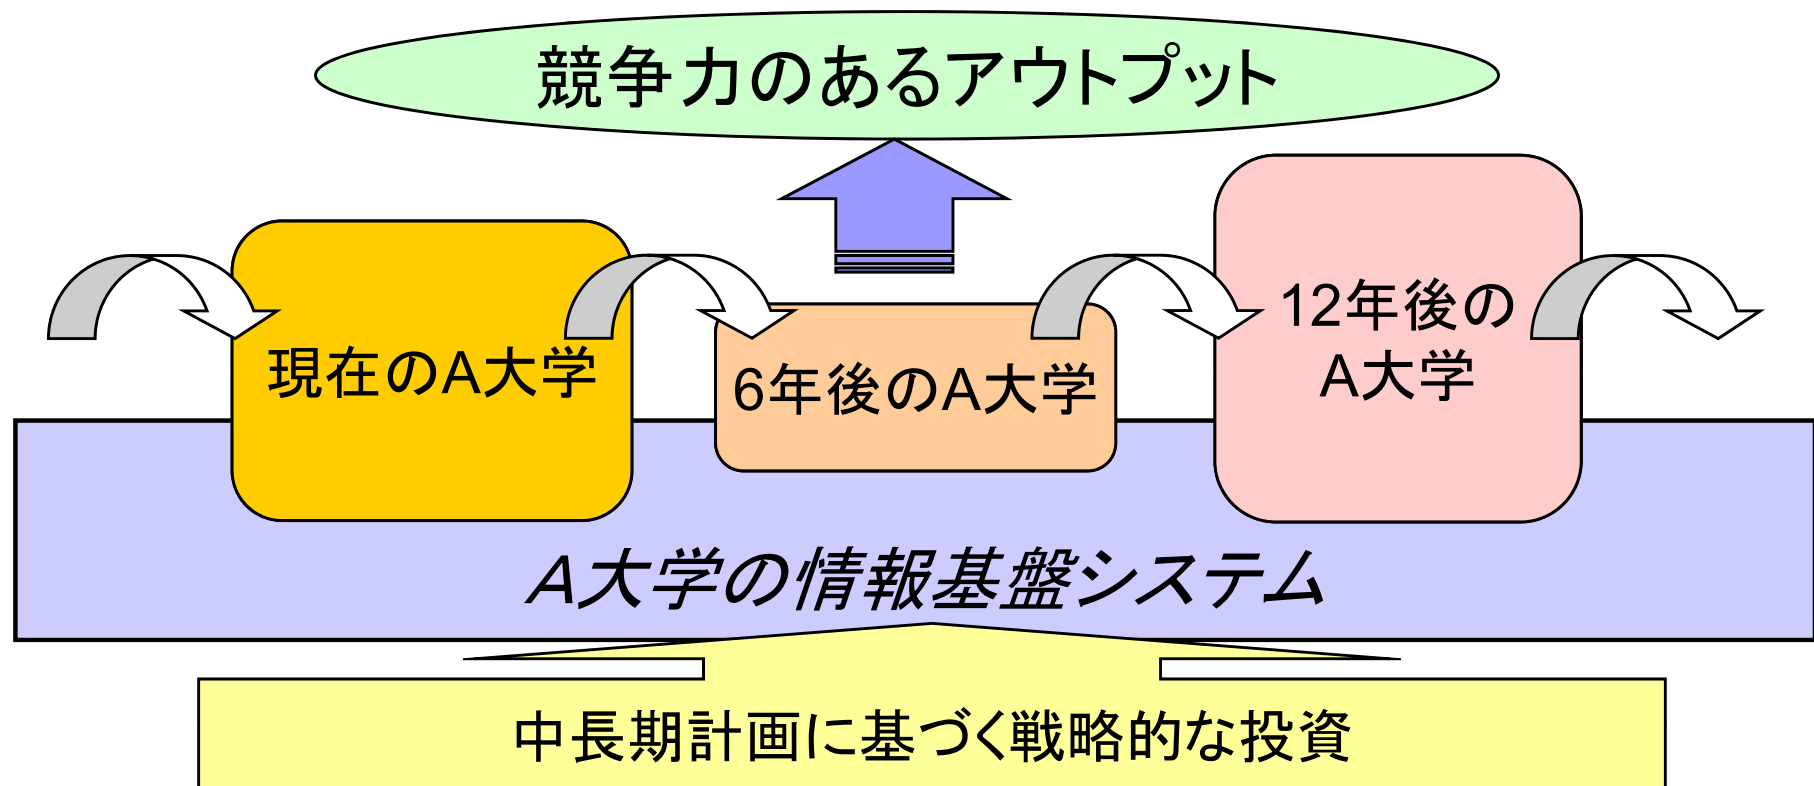 競争力のあるアウトプット
現在のA大学
6年後のA大学
12年後の
A大学
A大学の情報基盤システム
中長期計画に基づく戦略的な投資